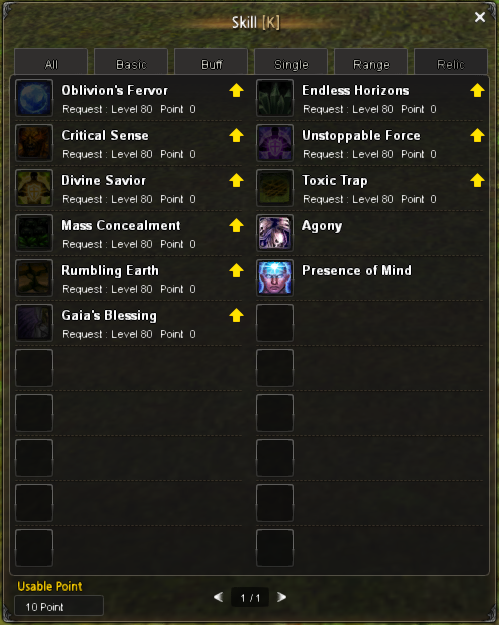 Skill [K]
All Basic Buff Single Range Relic
Oblivion's Fervor
Request : Level 80 Point 0
Endless Horizons
Request : Level 80 Point 0
Critical Sense
Request : Level 80 Point 0
Unstoppable Force
Request : Level 80 Point 0
Divine Savior
Request : Level 80 Point 0
Toxic Trap
Request : Level 80 Point 0
Mass Concealment
Request : Level 80 Point 0
Agony
Rumbling Earth
Request : Level 80 Point 0
Presence of Mind
Gaia's Blessing
Request : Level 80 Point 0
Usable Point
10 Point
1 / 1